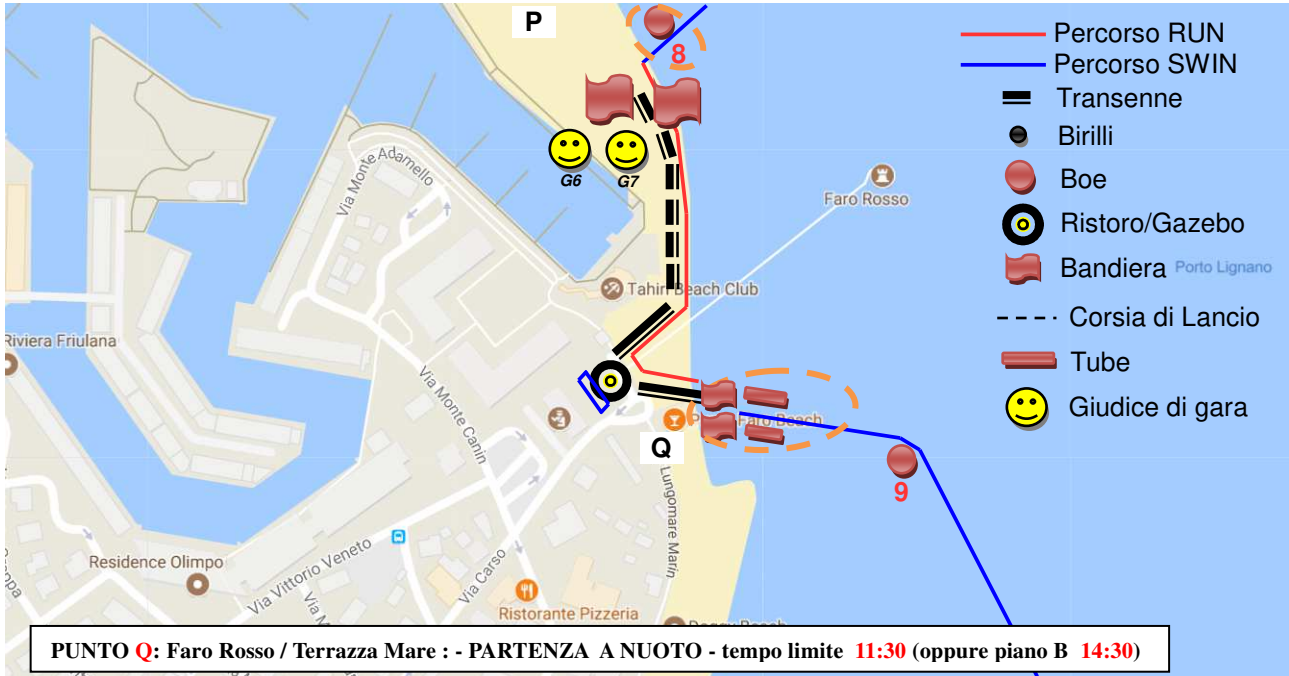 P
8
Percorso RUN
Percorso SWIN
Transenne
Birilli
Boe
Ristoro/Gazebo
Bandiera Porto Lignano
Corsia di Lancio
Tube
Giudice di gara
G6
G7
Via Monte Adamello
Faro Rosso
Tahiri Beach Club
Riviera Friulana
Via Monte Canin
Faro Beach
Q
9
Lungomare Marin
Residence Olimpo
Via Vittorio Veneto
Via Carso
Ristorante Pizzeria
PUNTO Q: Faro Rosso / Terrazza Mare : - PARTENZA A NUOTO - tempo limite 11:30 (oppure piano B 14:30)